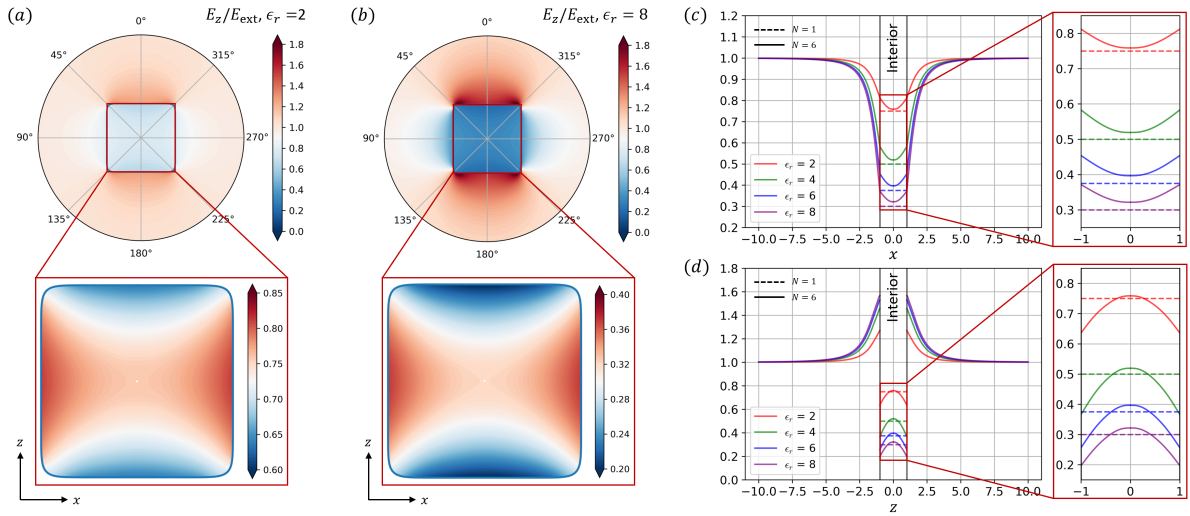 (a)
E_z/E_ext, ϵ_r =2
0°
45°
315°
90°
270°
135°
225°
180°
1.8
1.6
1.4
1.2
1.0
0.8
0.6
0.4
0.2
0.0
0.85
0.80
0.75
0.70
0.65
0.60
z
x
(b)
E_z/E_ext, ϵ_r = 8
0°
45°
315°
90°
270°
135°
225°
180°
1.8
1.6
1.4
1.2
1.0
0.8
0.6
0.4
0.2
0.0
0.40
0.35
0.30
0.25
0.20
z
x
(c)
1.2
1.1
1.0
0.9
0.8
0.7
0.6
0.5
0.4
0.3
0.2
N = 1
N = 6
Interior
ϵ_r = 2
ϵ_r = 4
ϵ_r = 6
ϵ_r = 8
−10.0 −7.5 −5.0 −2.5 0.0 2.5 5.0 7.5 10.0
x
0.8
0.7
0.6
0.5
0.4
0.3
−1 0 1
(d)
1.8
1.6
1.4
1.2
1.0
0.8
0.6
0.4
0.2
0.0
N = 1
N = 6
Interior
ϵ_r = 2
ϵ_r = 4
ϵ_r = 6
ϵ_r = 8
−10.0 −7.5 −5.0 −2.5 0.0 2.5 5.0 7.5 10.0
z
0.8
0.7
0.6
0.5
0.4
0.3
0.2
−1 0 1